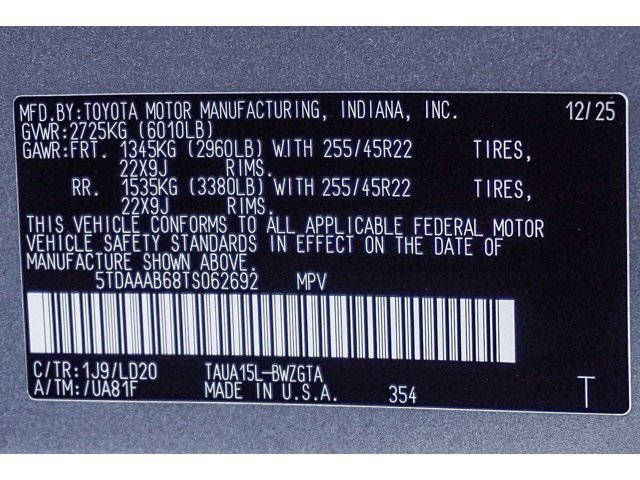 MFD.BY:TOYOTA MOTOR MANUFACTURING, INDIANA, INC. 12/25
GVWR:2725KG (6010LB)
GAWR:FRT. 1345KG (2960LB) WITH 255/45R22 TIRES,
22X9J RIMS.
RR. 1535KG (3380LB) WITH 255/45R22 TIRES,
22X9J RIMS.
THIS VEHICLE CONFORMS TO ALL APPLICABLE FEDERAL MOTOR
VEHICLE SAFETY STANDARDS IN EFFECT ON THE DATE OF
MANUFACTURE SHOWN ABOVE.
5TDAAAB68TS062692 MPV
C/TR:1J9/LD20 TAUA15L-BWZGTA
A/TM:/UA81F MADE IN U.S.A. 354 T